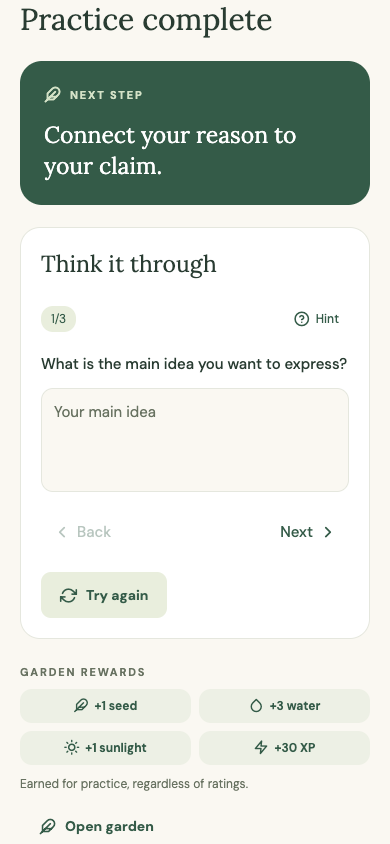 Practice complete
NEXT STEP
Connect your reason to
your claim.
Think it through
1/3
Hint
What is the main idea you want to express?
Your main idea
Back
Next
Try again
GARDEN REWARDS
+1 seed
+3 water
+1 sunlight
+30 XP
Earned for practice, regardless of ratings.
Open garden